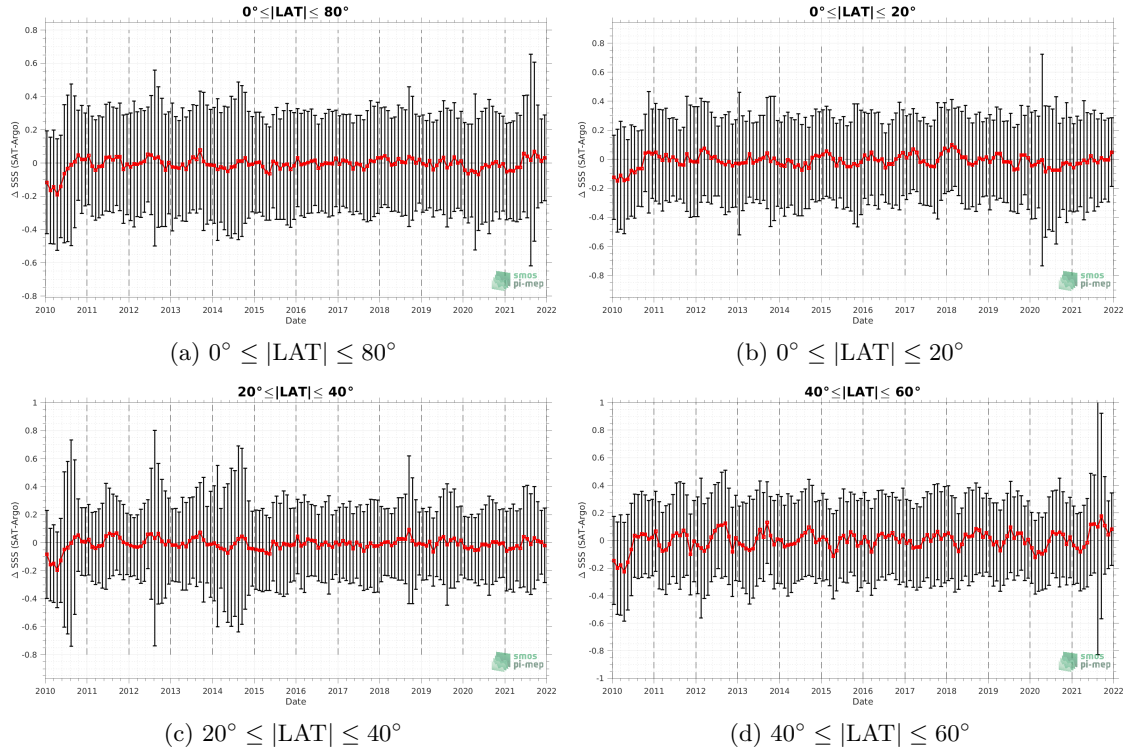 0°≤|LAT|≤ 80°
0.8
0.6
0.4
0.2
0
-0.2
-0.4
-0.6
-0.8
Δ SSS (SAT-Argo)
smos
pi-mep
2010 2011 2012 2013 2014 2015 2016 2017 2018 2019 2020 2021 2022
Date
(a) 0° ≤ |LAT| ≤ 80°
0°≤|LAT|≤ 20°
0.8
0.6
0.4
0.2
0
-0.2
-0.4
-0.6
-0.8
Δ SSS (SAT-Argo)
smos
pi-mep
2010 2011 2012 2013 2014 2015 2016 2017 2018 2019 2020 2021 2022
Date
(b) 0° ≤ |LAT| ≤ 20°
20°≤|LAT|≤ 40°
1
0.8
0.6
0.4
0.2
0
-0.2
-0.4
-0.6
-0.8
Δ SSS (SAT-Argo)
smos
pi-mep
2010 2011 2012 2013 2014 2015 2016 2017 2018 2019 2020 2021 2022
Date
(c) 20° ≤ |LAT| ≤ 40°
40°≤|LAT|≤ 60°
1
0.8
0.6
0.4
0.2
0
-0.2
-0.4
-0.6
-0.8
-1
Δ SSS (SAT-Argo)
smos
pi-mep
2010 2011 2012 2013 2014 2015 2016 2017 2018 2019 2020 2021 2022
Date
(d) 40° ≤ |LAT| ≤ 60°